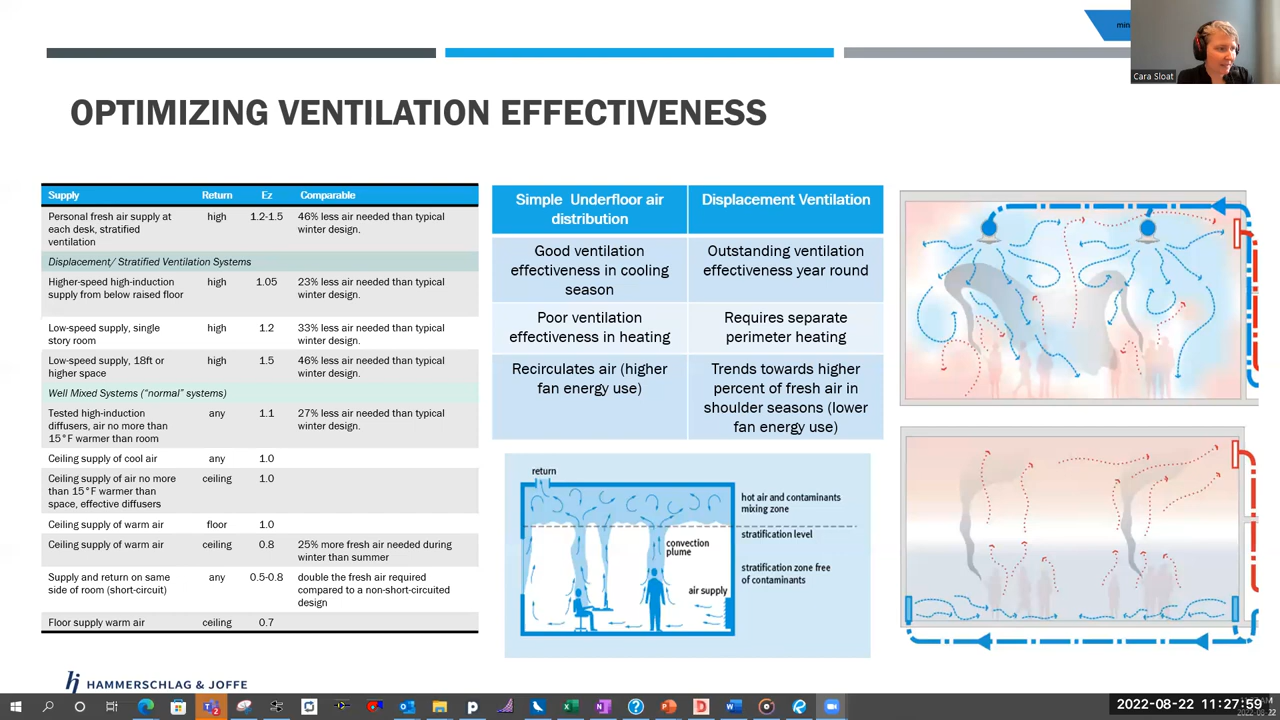 min
Cara Sloat
OPTIMIZING VENTILATION EFFECTIVENESS
Supply Return Ez Comparable
Personal fresh air supply at high 1.2-1.5 46% less air needed than typical
each desk, stratified winter design.
ventilation
Displacement/ Stratified Ventilation Systems
Higher-speed high-induction high 1.05 23% less air needed than typical
supply from below raised floor winter design.
Low-speed supply, single high 1.2 33% less air needed than typical
story room winter design.
Low-speed supply, 18ft or high 1.5 46% less air needed than typical
higher space winter design.
Well Mixed Systems (“normal” systems)
Tested high-induction any 1.1 27% less air needed than typical
diffusers, air no more than winter design.
15°F warmer than room
Ceiling supply of cool air any 1.0
Ceiling supply of air no more ceiling 1.0
than 15°F warmer than
space, effective diffusers
Ceiling supply of warm air floor 1.0
Ceiling supply of warm air ceiling 0.8 25% more fresh air needed during
winter than summer
Supply and return on same any 0.5-0.8 double the fresh air required
side of room (short-circuit) compared to a non-short-circuited
design
Floor supply warm air ceiling 0.7
Simple Underfloor air Displacement Ventilation
distribution
Good ventilation Outstanding ventilation
effectiveness in cooling effectiveness year round
season
Poor ventilation Requires separate
effectiveness in heating perimeter heating
Recirculates air (higher Trends towards higher
fan energy use) percent of fresh air in
shoulder seasons (lower
fan energy use)
return
hot air and contaminants
mixing zone
stratification level
convection
plume
stratification zone free
of contaminants
air supply
hj HAMMERSCHLAG & JOFFE
2022-08-22 11:27:59
2022-08-22